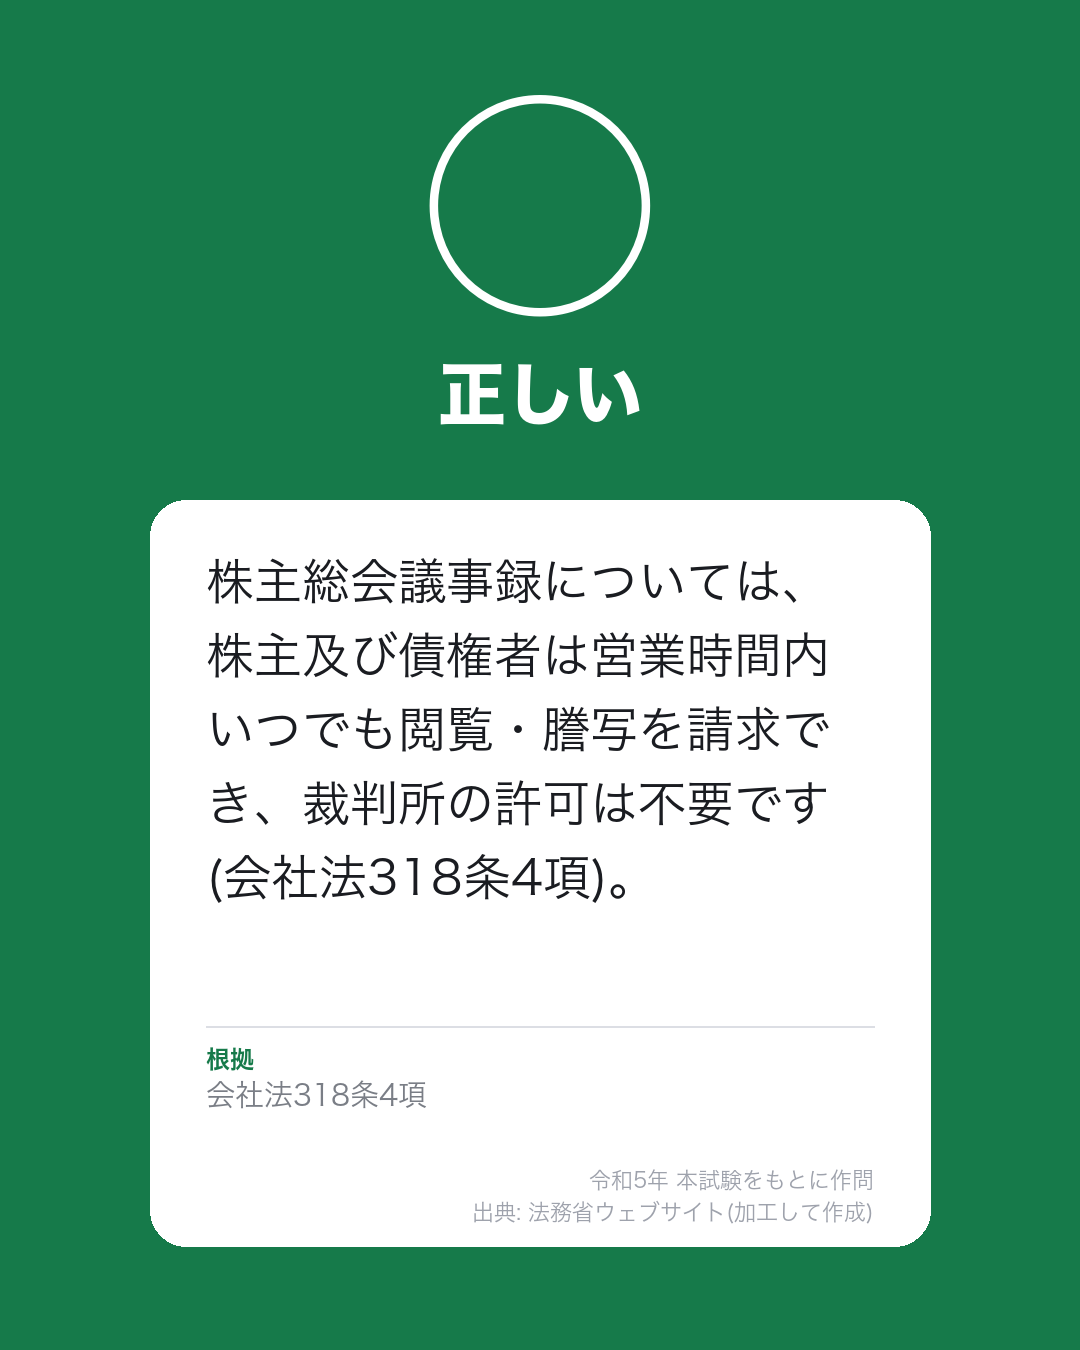 正しい
株主総会議事録については、
株主及び債権者は営業時間内
いつでも閲覧・謄写を請求で
き、裁判所の許可は不要です
(会社法318条4項)。
根拠
会社法318条4項
令和5年 本試験をもとに作問
出典: 法務省ウェブサイト(加工して作成)